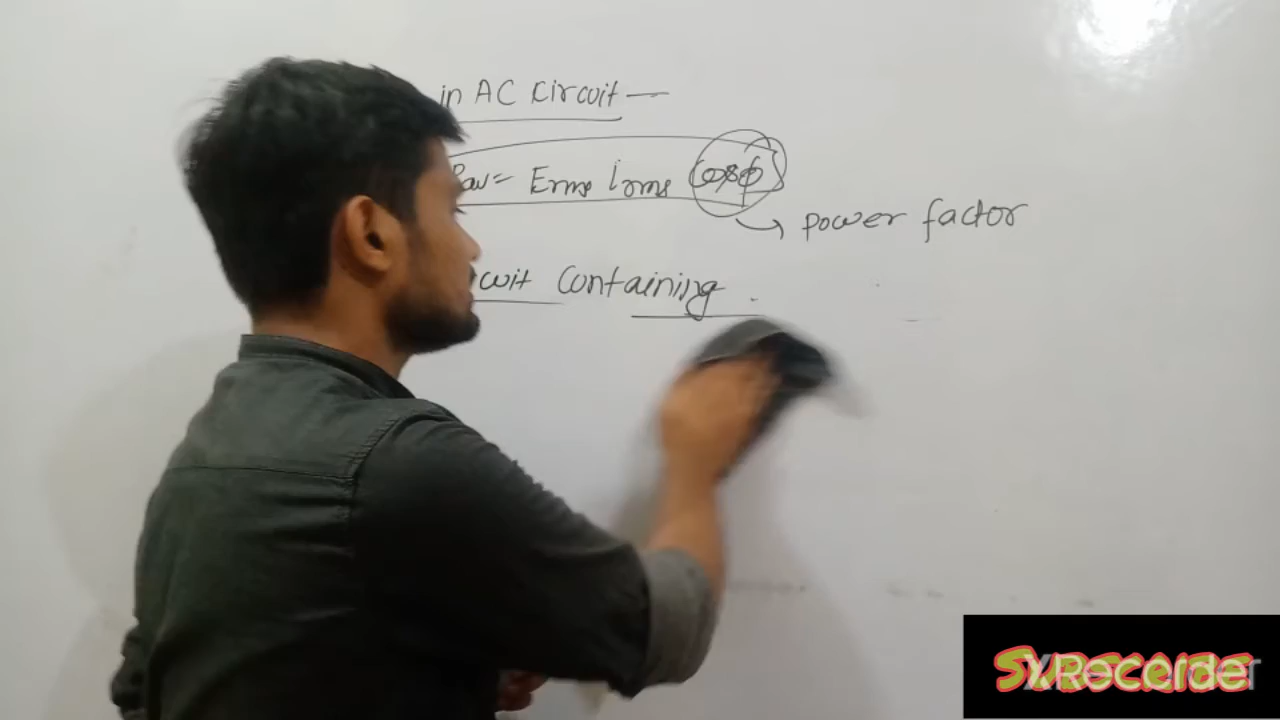 in AC Circuit —
Pav = Erms Irms Cosϕ
→ power factor
cuit Containing